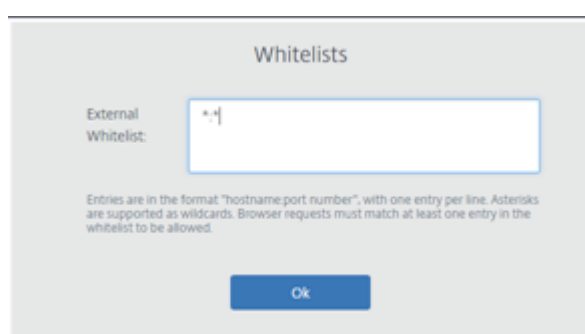 Whitelists
External
Whitelist:
*:*
Entries are in the format "hostname:port number", with one entry per line. Asterisks
are supported as wildcards. Browser requests must match at least one entry in the
whitelist to be allowed.
Ok